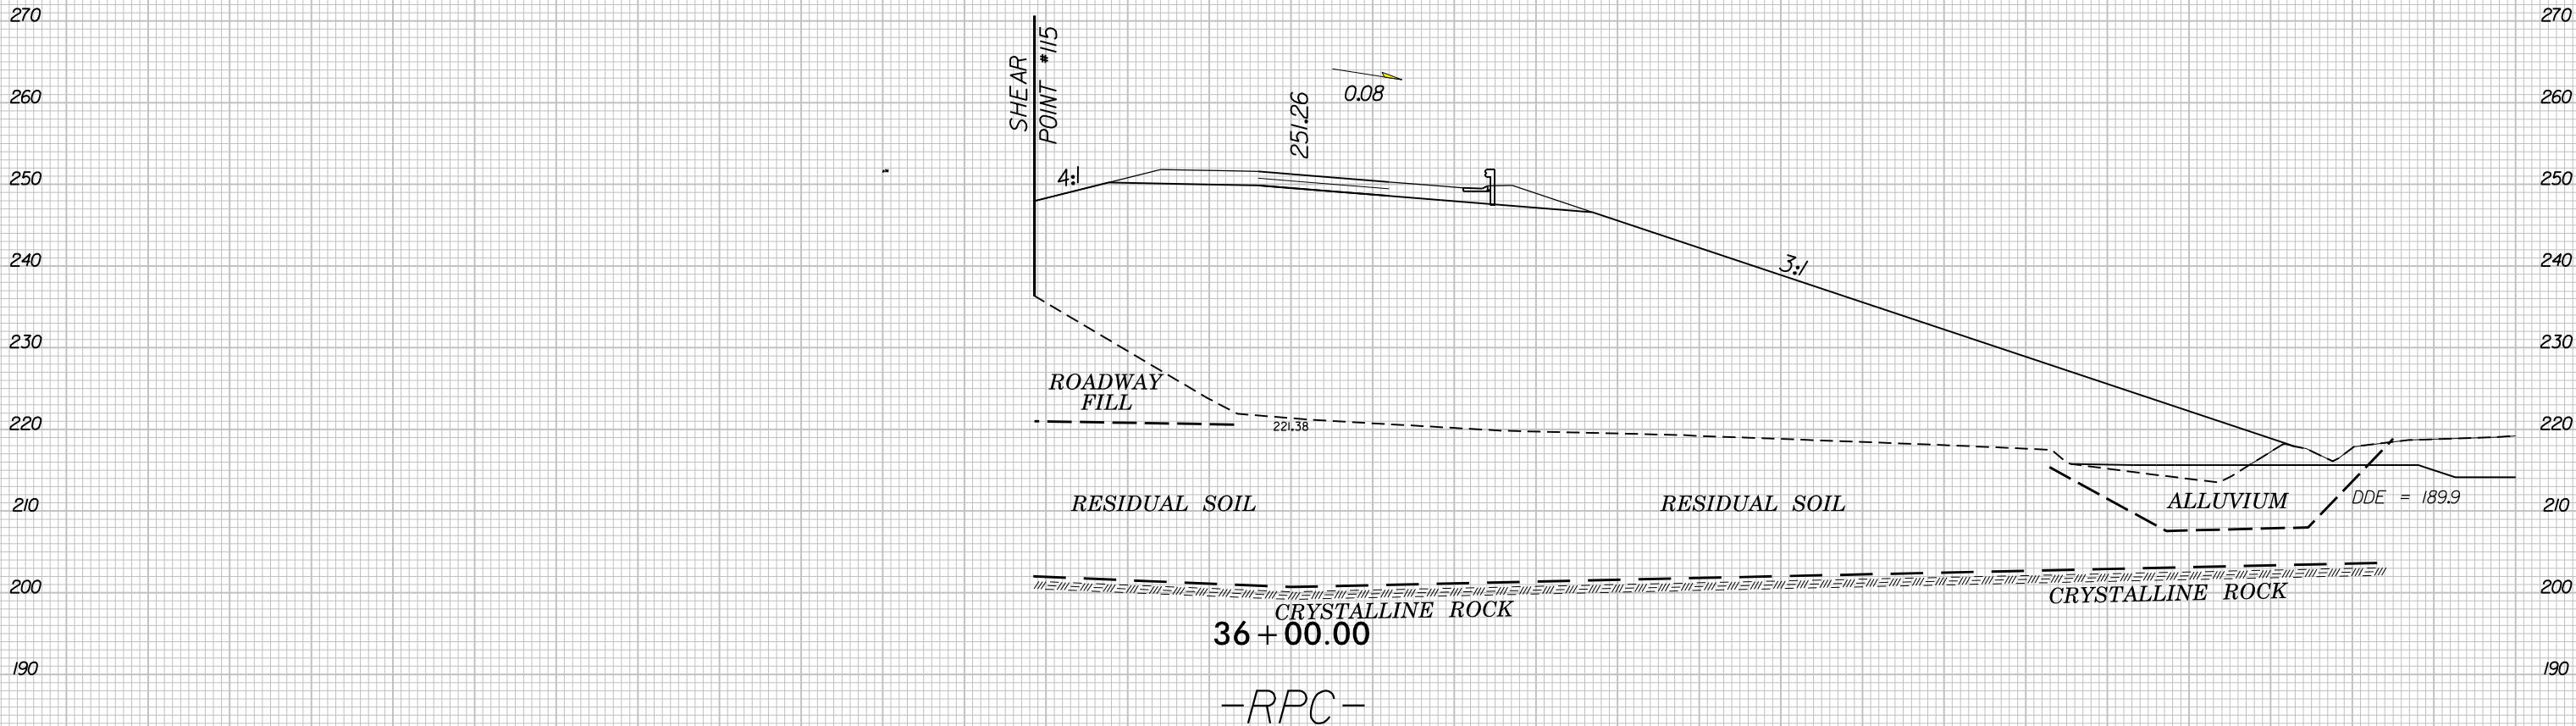 270 270
SHEAR
POINT #115
0.08
260 260
251.26
250 4:1 250
240 3:1 240
230 230
ROADWAY
FILL
220 221.38 220
210 RESIDUAL SOIL RESIDUAL SOIL ALLUVIUM DDE = 189.9 210
200 CRYSTALLINE ROCK CRYSTALLINE ROCK 200
36+00.00
190 190
-RPC-